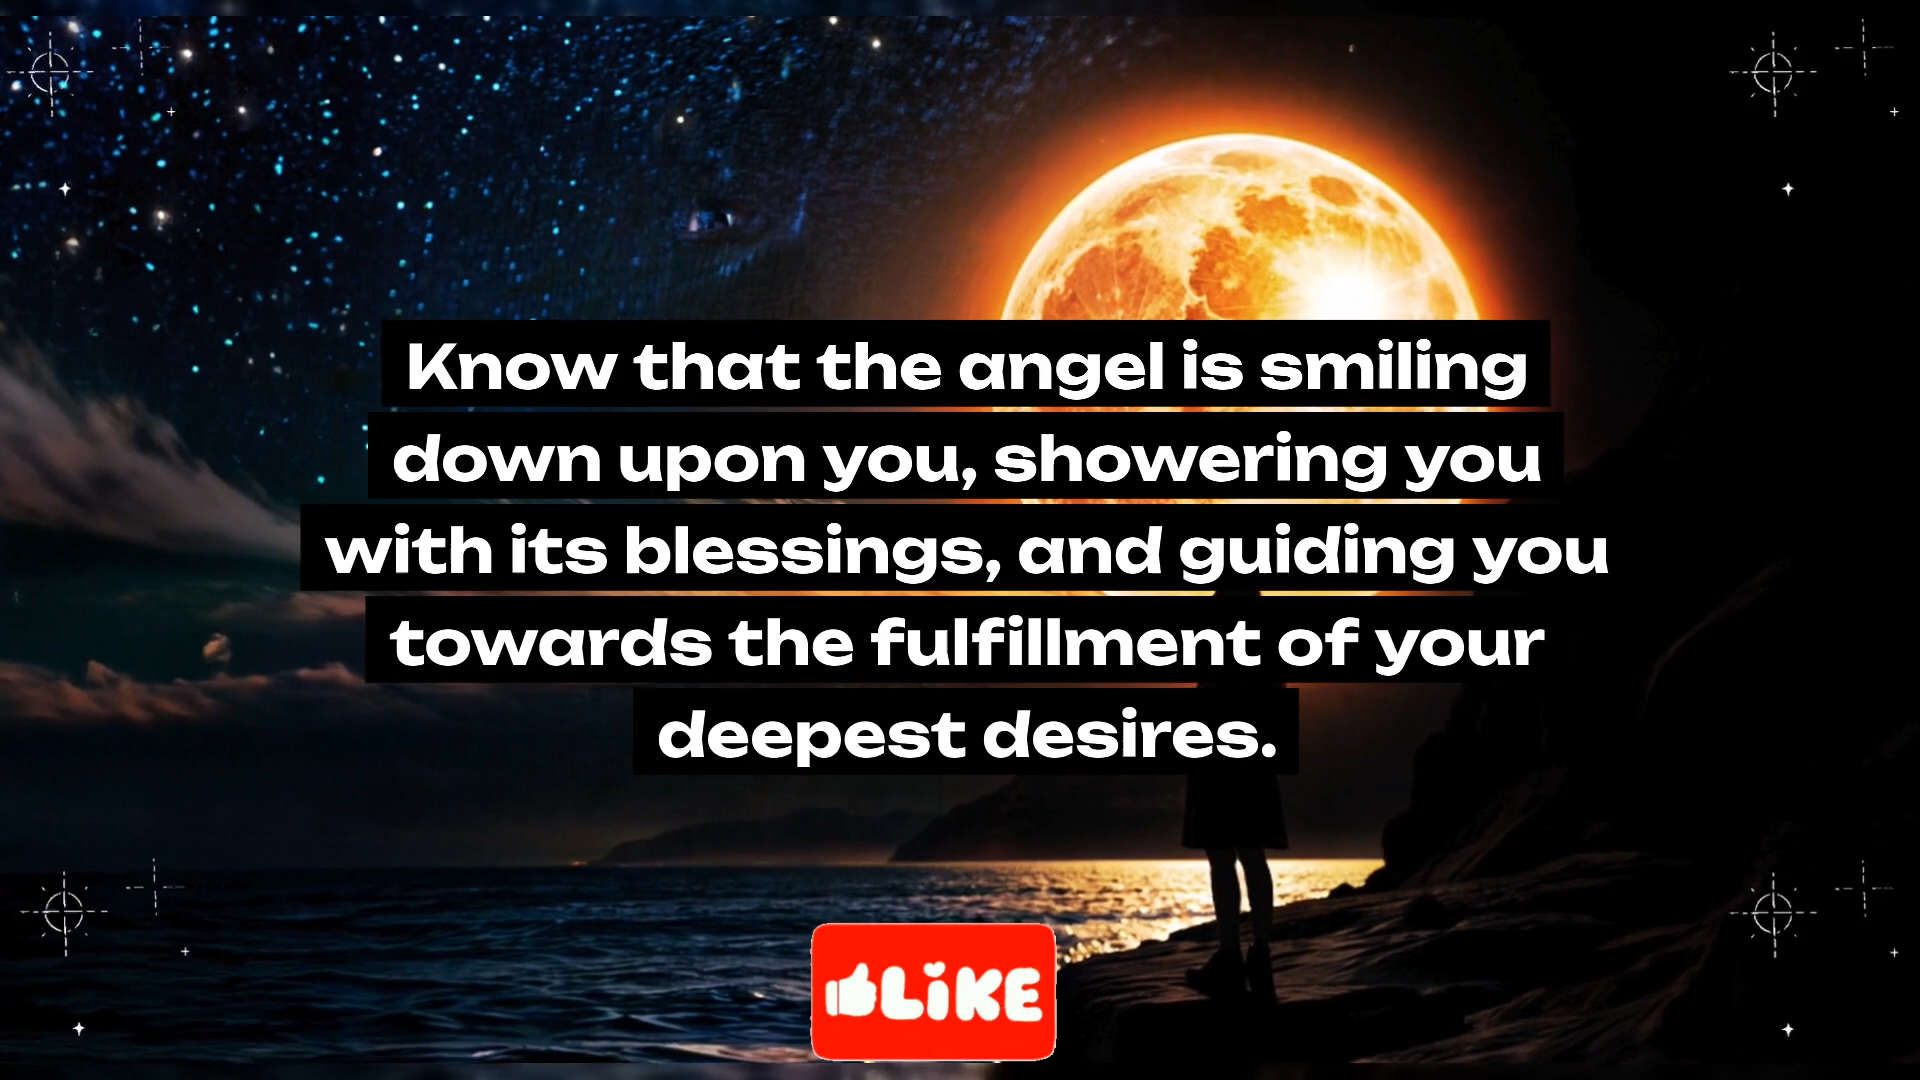 Know that the angel is smiling
down upon you, showering you
with its blessings, and guiding you
towards the fulfillment of your
deepest desires.
LiKE